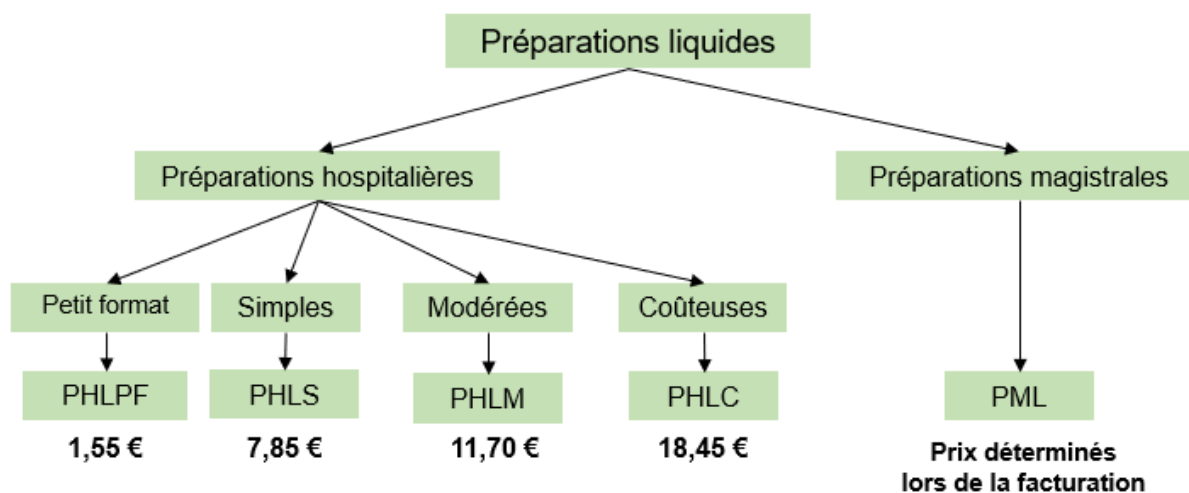 Préparations liquides
Préparations hospitalières
Préparations magistrales
Petit format
Simples
Modérées
Coûteuses
PHLPF
PHLS
PHLM
PHLC
PML
1,55 €
7,85 €
11,70 €
18,45 €
Prix déterminés
lors de la facturation